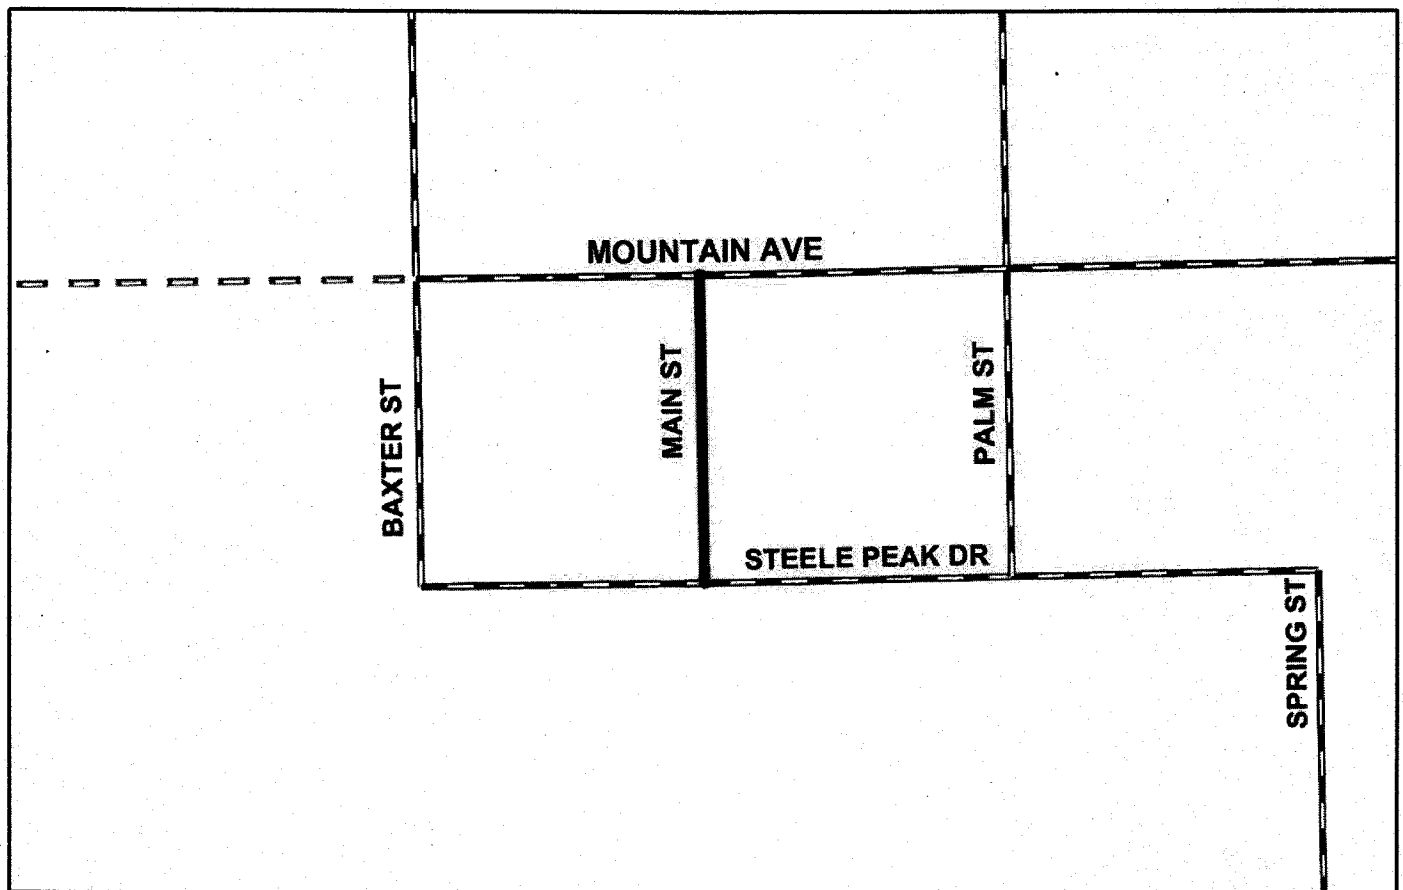 MOUNTAIN AVE
MAIN ST
PALM ST
BAXTER ST
STEELE PEAK DR
SPRING ST